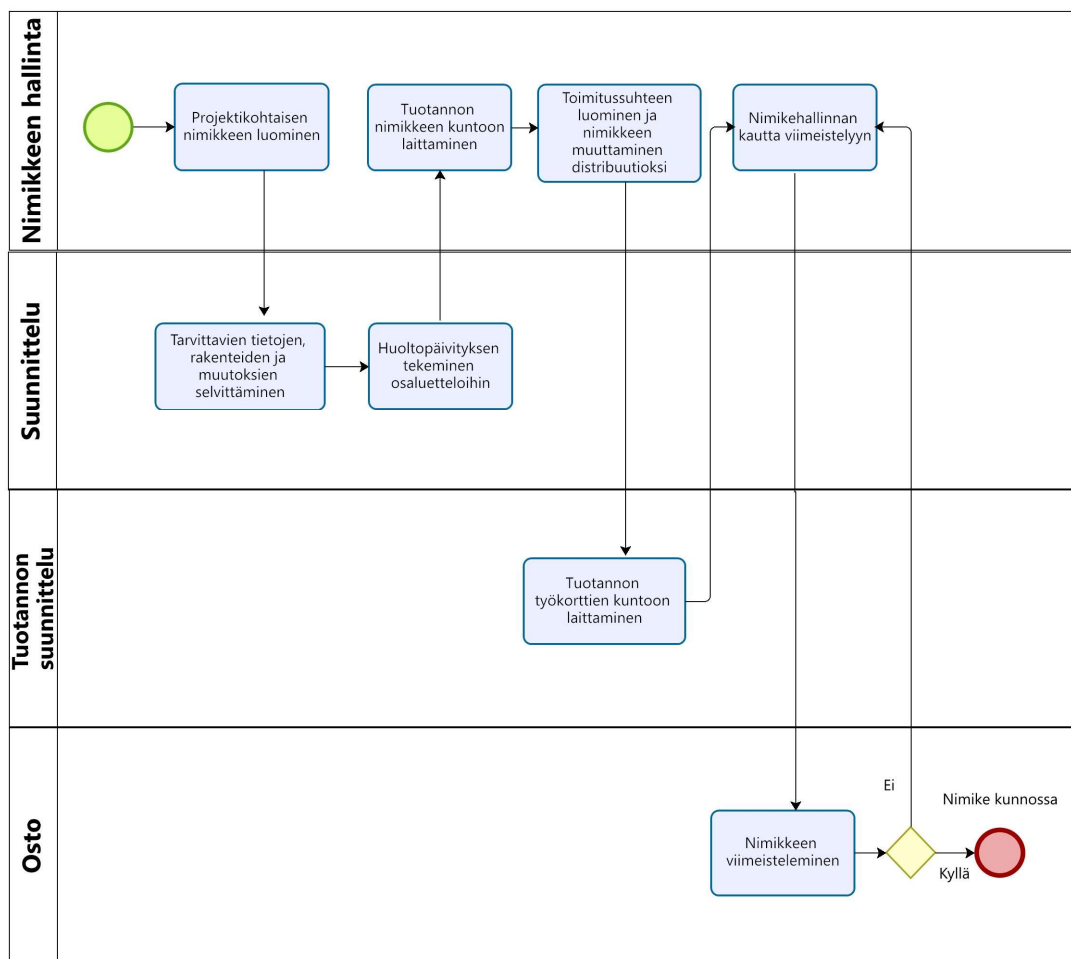 Nimikkeen hallinta
Projektikohtaisen
nimikkeen luominen
Tuotannon
nimikkeen kuntoon
laittaminen
Toimitussuhteen
luominen ja
nimikkeen
muuttaminen
distribuutioksi
Nimikehallinnan
kautta viimeistelyyn
Suunnittelu
Tarvittavien tietojen,
rakenteiden ja
muutoksien
selvittäminen
Huoltopäivityksen
tekeminen
osaluetteloihin
Tuotannon
suunnittelu
Tuotannon
työkorttien kuntoon
laittaminen
Osto
Nimikkeen
viimeisteleminen
Ei
Kyllä
Nimike kunnossa